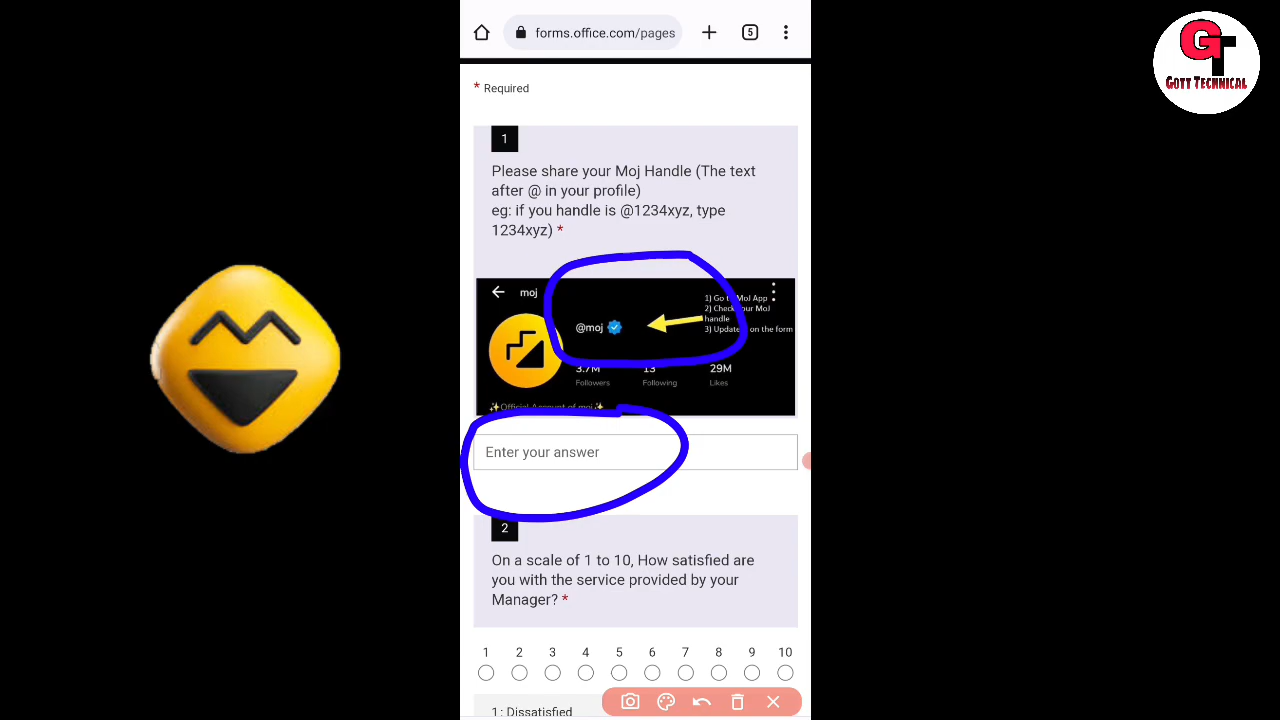 forms.office.com/pages
5
GT
GOTT TECHNICAL
* Required
1
Please share your Moj Handle (The text
after @ in your profile)
eg: if you handle is @1234xyz, type
1234xyz) *
moj
1) Go to MoJ App
2) Check your MoJ
handle
3) Update on the form
@moj
3.7M
13
29M
Followers
Following
Likes
✨Official Account of moj✨
Enter your answer
2
On a scale of 1 to 10, How satisfied are
you with the service provided by your
Manager? *
1 2 3 4 5 6 7 8 9 10
1: Dissatisfied